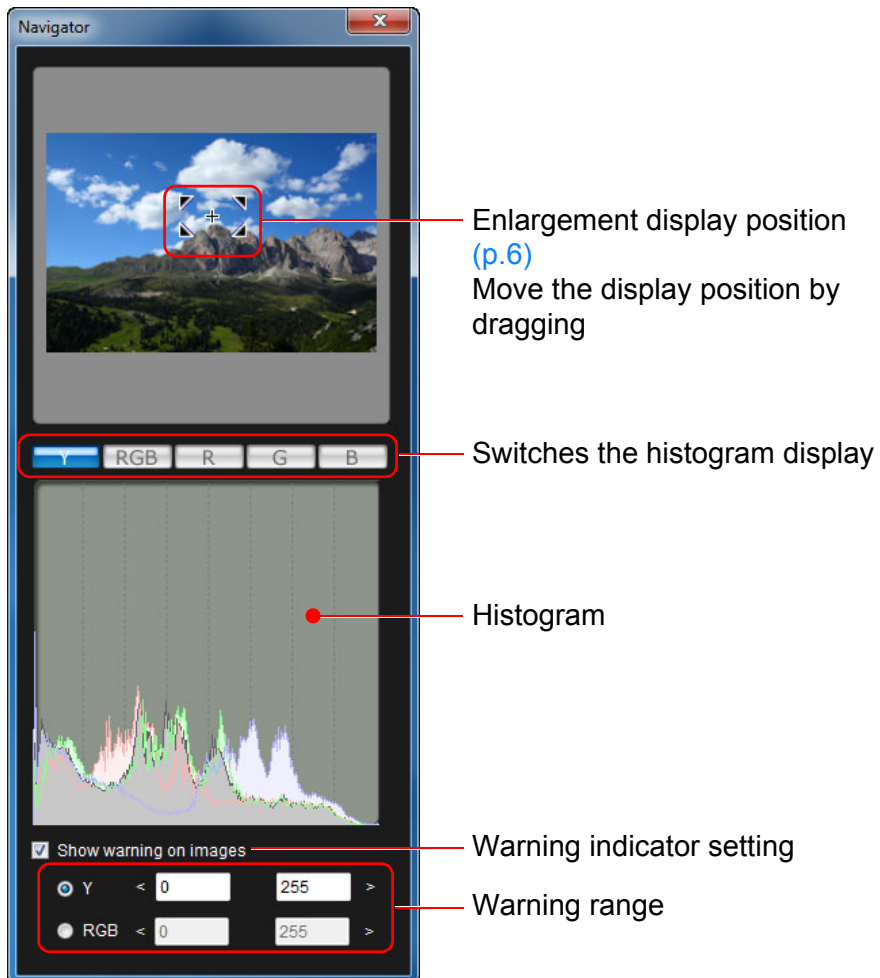 Navigator
Enlargement display position
(p.6)
Move the display position by
dragging
Y RGB R G B
Switches the histogram display
Histogram
Show warning on images
Warning indicator setting
Y < 0 255 >
Warning range
RGB < 0 255 >